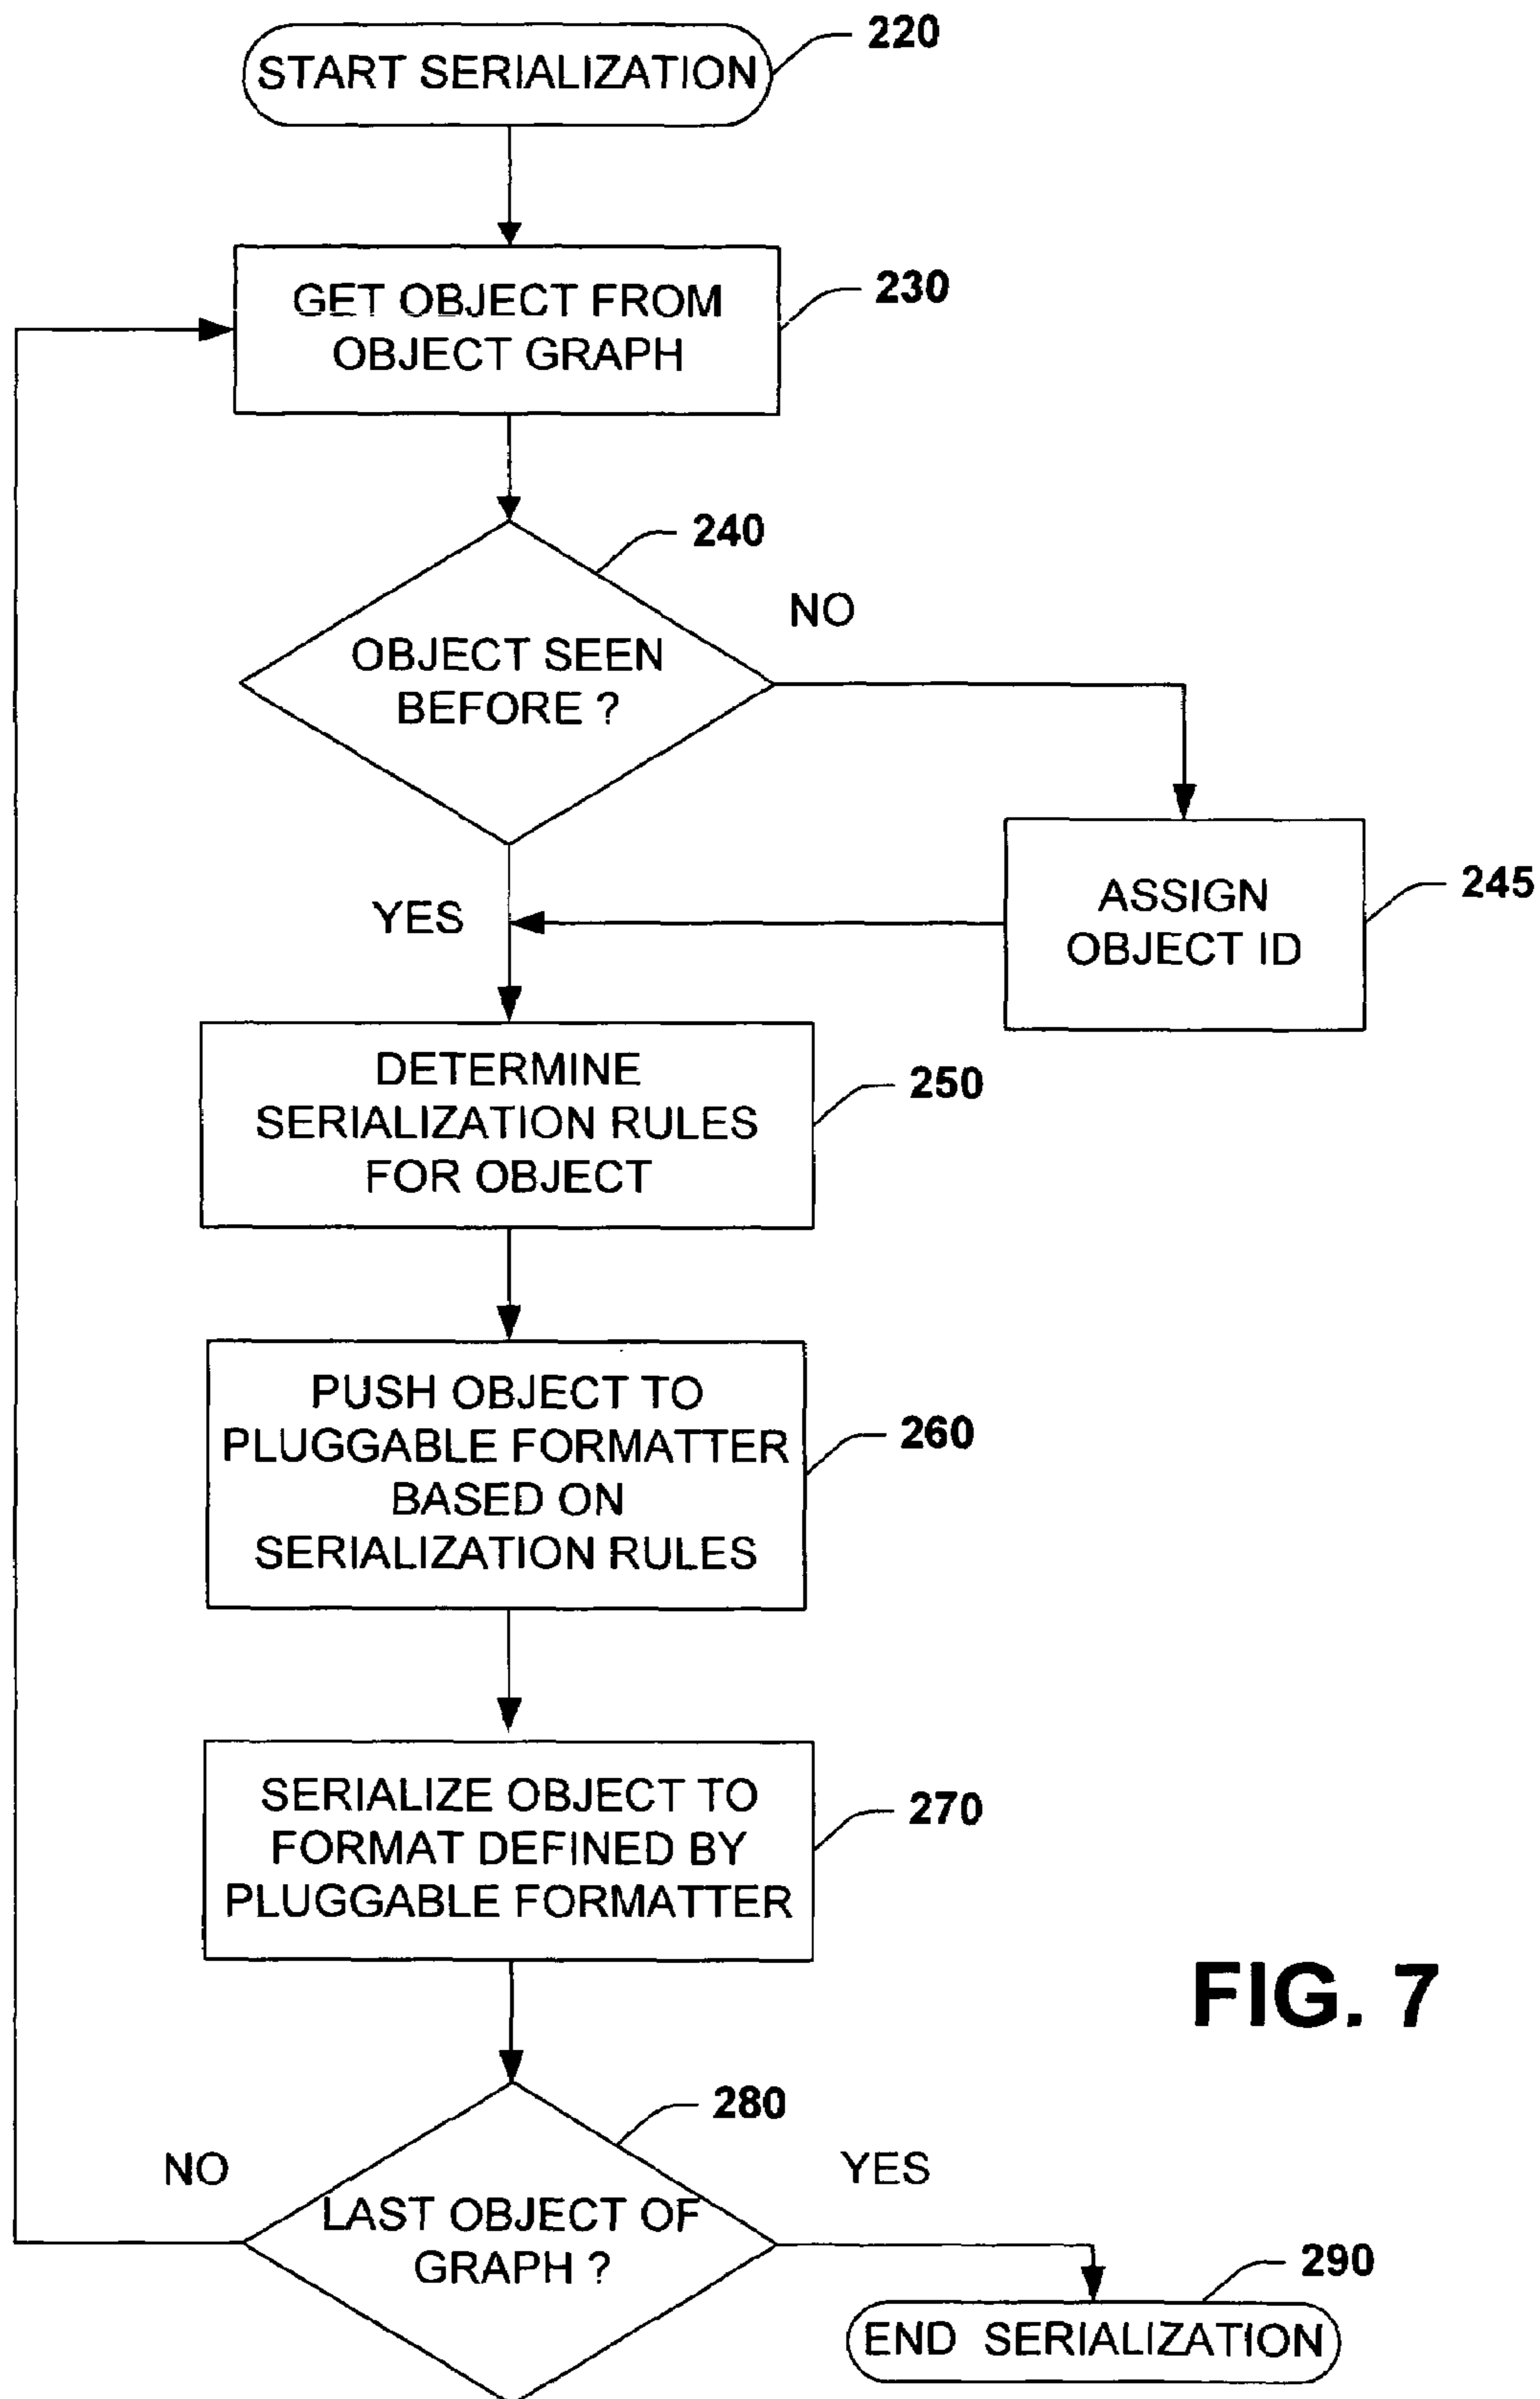 START SERIALIZATION
220
GET OBJECT FROM
OBJECT GRAPH
230
240
NO
OBJECT SEEN
BEFORE ?
YES
ASSIGN
OBJECT ID
245
DETERMINE
SERIALIZATION RULES
FOR OBJECT
250
PUSH OBJECT TO
PLUGGABLE FORMATTER
BASED ON
SERIALIZATION RULES
260
SERIALIZE OBJECT TO
FORMAT DEFINED BY
PLUGGABLE FORMATTER
270
FIG. 7
280
NO
YES
LAST OBJECT OF
GRAPH ?
290
END SERIALIZATION